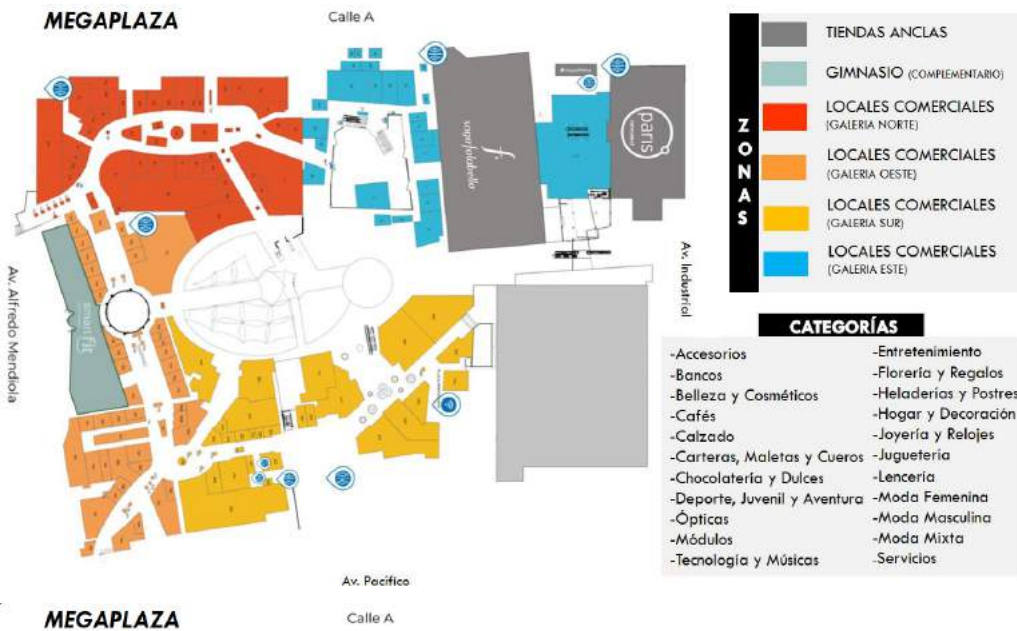 MEGAPLAZA
Calle A
Av. Alfredo Mendiola
Av. Industrial
Av. Pacífico
smart fit
f.
saga falabella
paris
ZONAS
TIENDAS ANCLAS
GIMNASIO (COMPLEMENTARIO)
LOCALES COMERCIALES
(GALERIA NORTE)
LOCALES COMERCIALES
(GALERIA OESTE)
LOCALES COMERCIALES
(GALERIA SUR)
LOCALES COMERCIALES
(GALERIA ESTE)
CATEGORÍAS
-Accesorios
-Bancos
-Belleza y Cosméticos
-Cafés
-Calzado
-Carteras, Maletas y Cueros
-Chocolatería y Dulces
-Deporte, Juvenil y Aventura
-Ópticas
-Módulos
-Tecnología y Músicas
-Entretenimiento
-Florería y Regalos
-Heladerías y Postres
-Hogar y Decoración
-Joyería y Relojes
-Juguetería
-Lencería
-Moda Femenina
-Moda Masculina
-Moda Mixta
-Servicios
MEGAPLAZA
Calle A